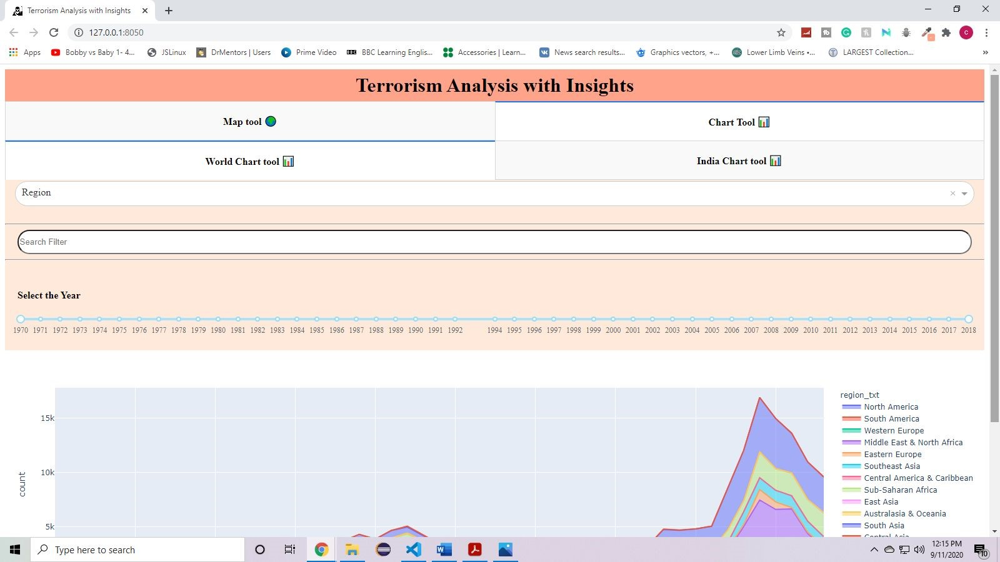 Terrorism Analysis with Insights
127.0.0.1:8050
Apps Bobby vs Baby 1- 4... JSLinux DrMentors | Users Prime Video BBC BBC Learning Englis... Accessories | Learn... News search results... Graphics vectors, +... Lower Limb Veins •... LARGEST Collection... »
Terrorism Analysis with Insights
Map tool Chart Tool
World Chart tool India Chart tool
Region
Search Filter
Select the Year
1970 1971 1972 1973 1974 1975 1976 1977 1978 1979 1980 1981 1982 1983 1984 1985 1986 1987 1988 1989 1990 1991 1992 1994 1995 1996 1997 1998 1999 2000 2001 2002 2003 2004 2005 2006 2007 2008 2009 2010 2011 2012 2013 2014 2015 2016 2017 2018
count
15k
10k
5k
region_txt
North America
South America
Western Europe
Middle East & North Africa
Eastern Europe
Southeast Asia
Central America & Caribbean
Sub-Saharan Africa
East Asia
Australasia & Oceania
South Asia
Central Asia
Type here to search
12:15 PM
9/11/2020
10